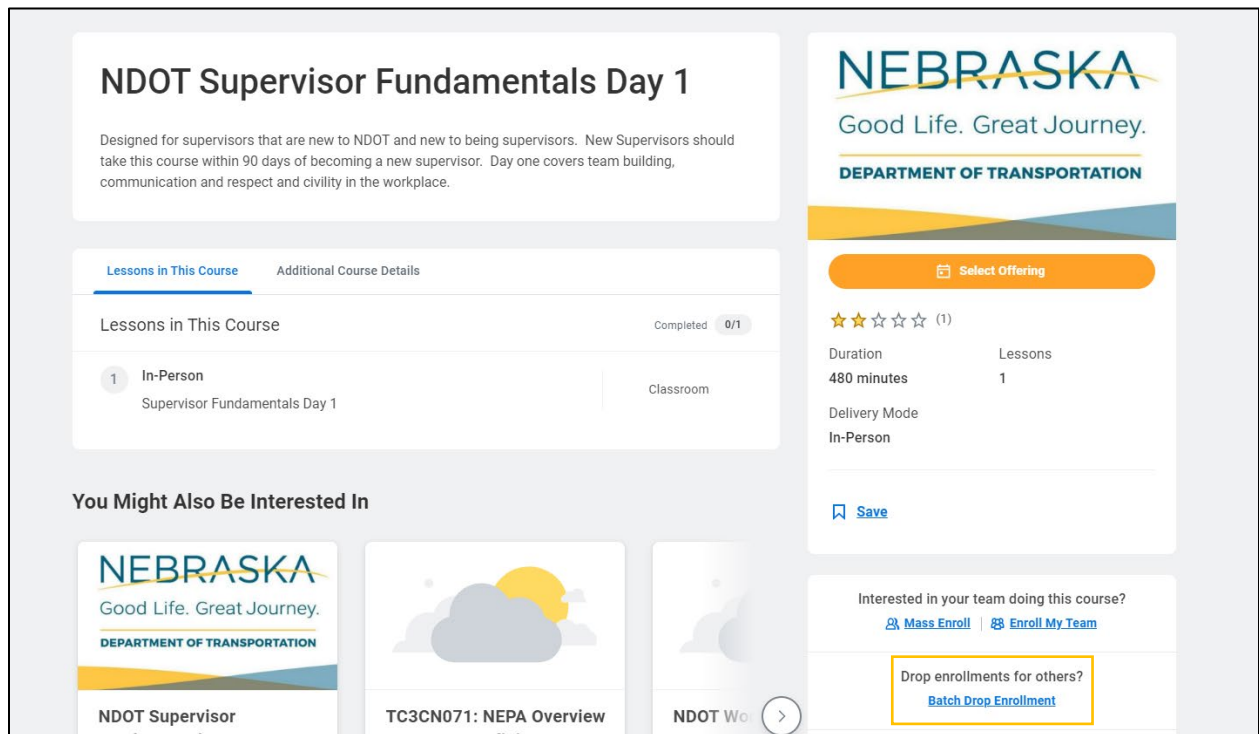 NDOT Supervisor Fundamentals Day 1
Designed for supervisors that are new to NDOT and new to being supervisors. New Supervisors should
take this course within 90 days of becoming a new supervisor. Day one covers team building,
communication and respect and civility in the workplace.
Lessons in This Course
Additional Course Details
Lessons in This Course
Completed 0/1
1 In-Person
Supervisor Fundamentals Day 1
Classroom
You Might Also Be Interested In
NEBRASKA
Good Life. Great Journey.
DEPARTMENT OF TRANSPORTATION
NDOT Supervisor
TC3CN071: NEPA Overview
NDOT
NEBRASKA
Good Life. Great Journey.
DEPARTMENT OF TRANSPORTATION
Select Offering
(1)
Duration
480 minutes
Lessons
1
Delivery Mode
In-Person
Save
Interested in your team doing this course?
Mass Enroll | Enroll My Team
Drop enrollments for others?
Batch Drop Enrollment